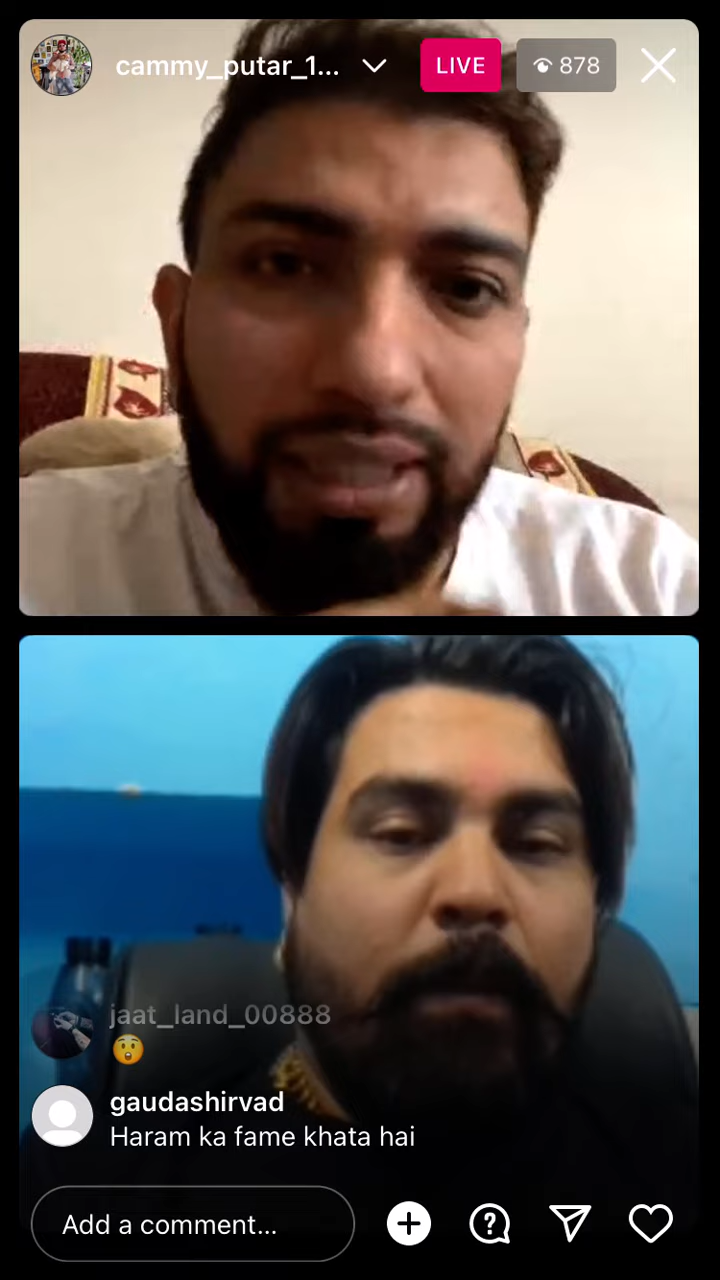 cammy_putar_1...
LIVE
878
jaat_land_00888
😲
gaudashirvad
Haram ka fame khata hai
Add a comment...